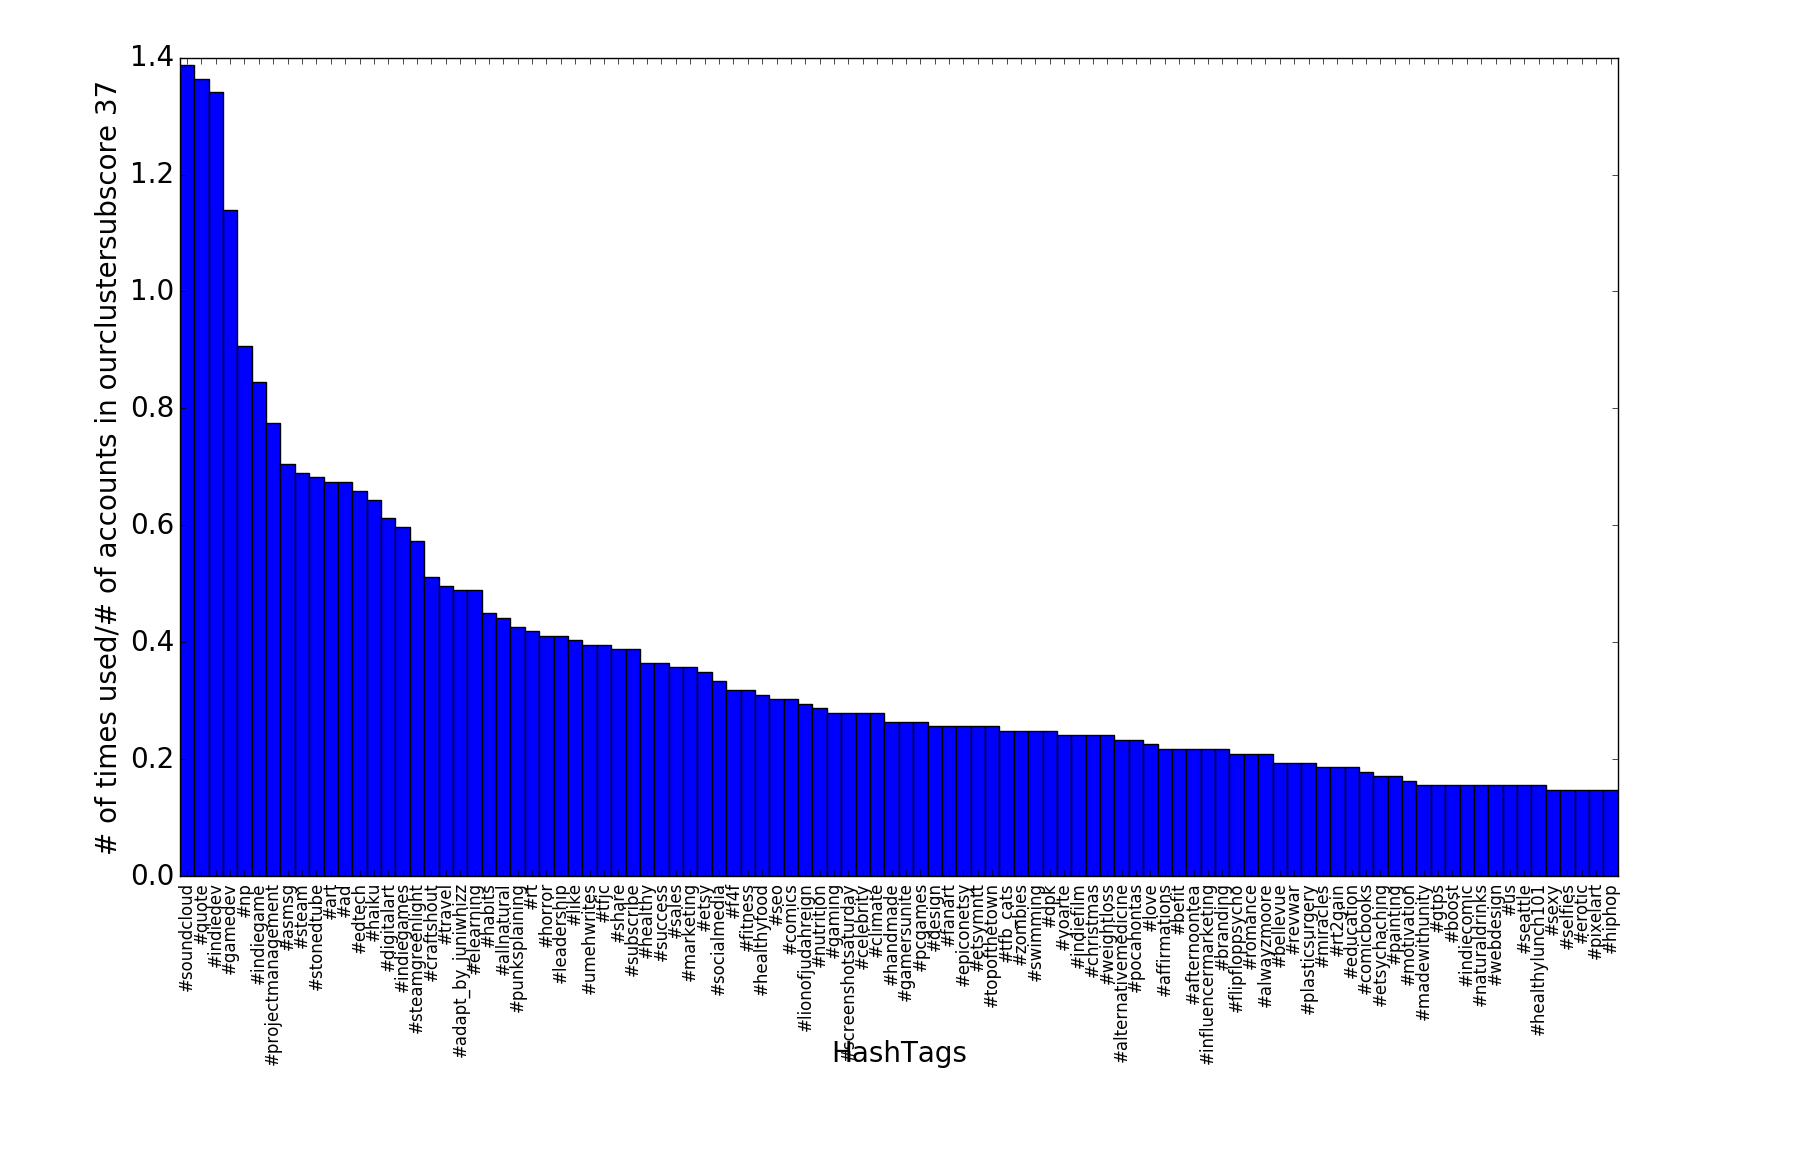 # of times used/# of accounts in ourclustersubscore 37
1.4
1.2
1.0
0.8
0.6
0.4
0.2
0.0
#soundcloud
#quote
#indiedev
#gamedev
#np
#indiegame
#projectmanagement
#asmsg
#steam
#stonedtube
#art
#ad
#edtech
#haiku
#digitalart
#indiegames
#steamgreenlight
#craftshout
#travel
#adapt_by_juniwhizz
#elearning
#habits
#allnatural
#punksplaining
#rt
#horror
#leadership
#like
#umehwrites
#tfjc
#share
#subscribe
#healthy
#success
#sales
#marketing
#etsy
#socialmedia
#f4f
#fitness
#healthyfood
#seo
#comics
#lionofjudahreign
#nutrition
#gaming
#screenshotsaturday
#celebrity
#climate
#handmade
#gamersunite
#pcgames
#design
#fanart
#epiconetsy
#etsymntt
#topofthetown
#tfb_cats
#zombies
#swimming
#dpk
#yoarte
#indiefilm
#christmas
#weightloss
#alternativemedicine
#pocahontas
#love
#affirmations
#befit
#afternoontea
#influencermarketing
#branding
#flipfloppsycho
#romance
#alwayzmoore
#bellevue
#revwar
#plasticsurgery
#miracles
#rt2gain
#education
#comicbooks
#etsychaching
#painting
#motivation
#madewithunity
#gtps
#boost
#indiecomic
#naturaldrinks
#webdesign
#us
#seattle
#healthylunch101
#sexy
#selfies
#erotic
#pixelart
#hiphop
HashTags